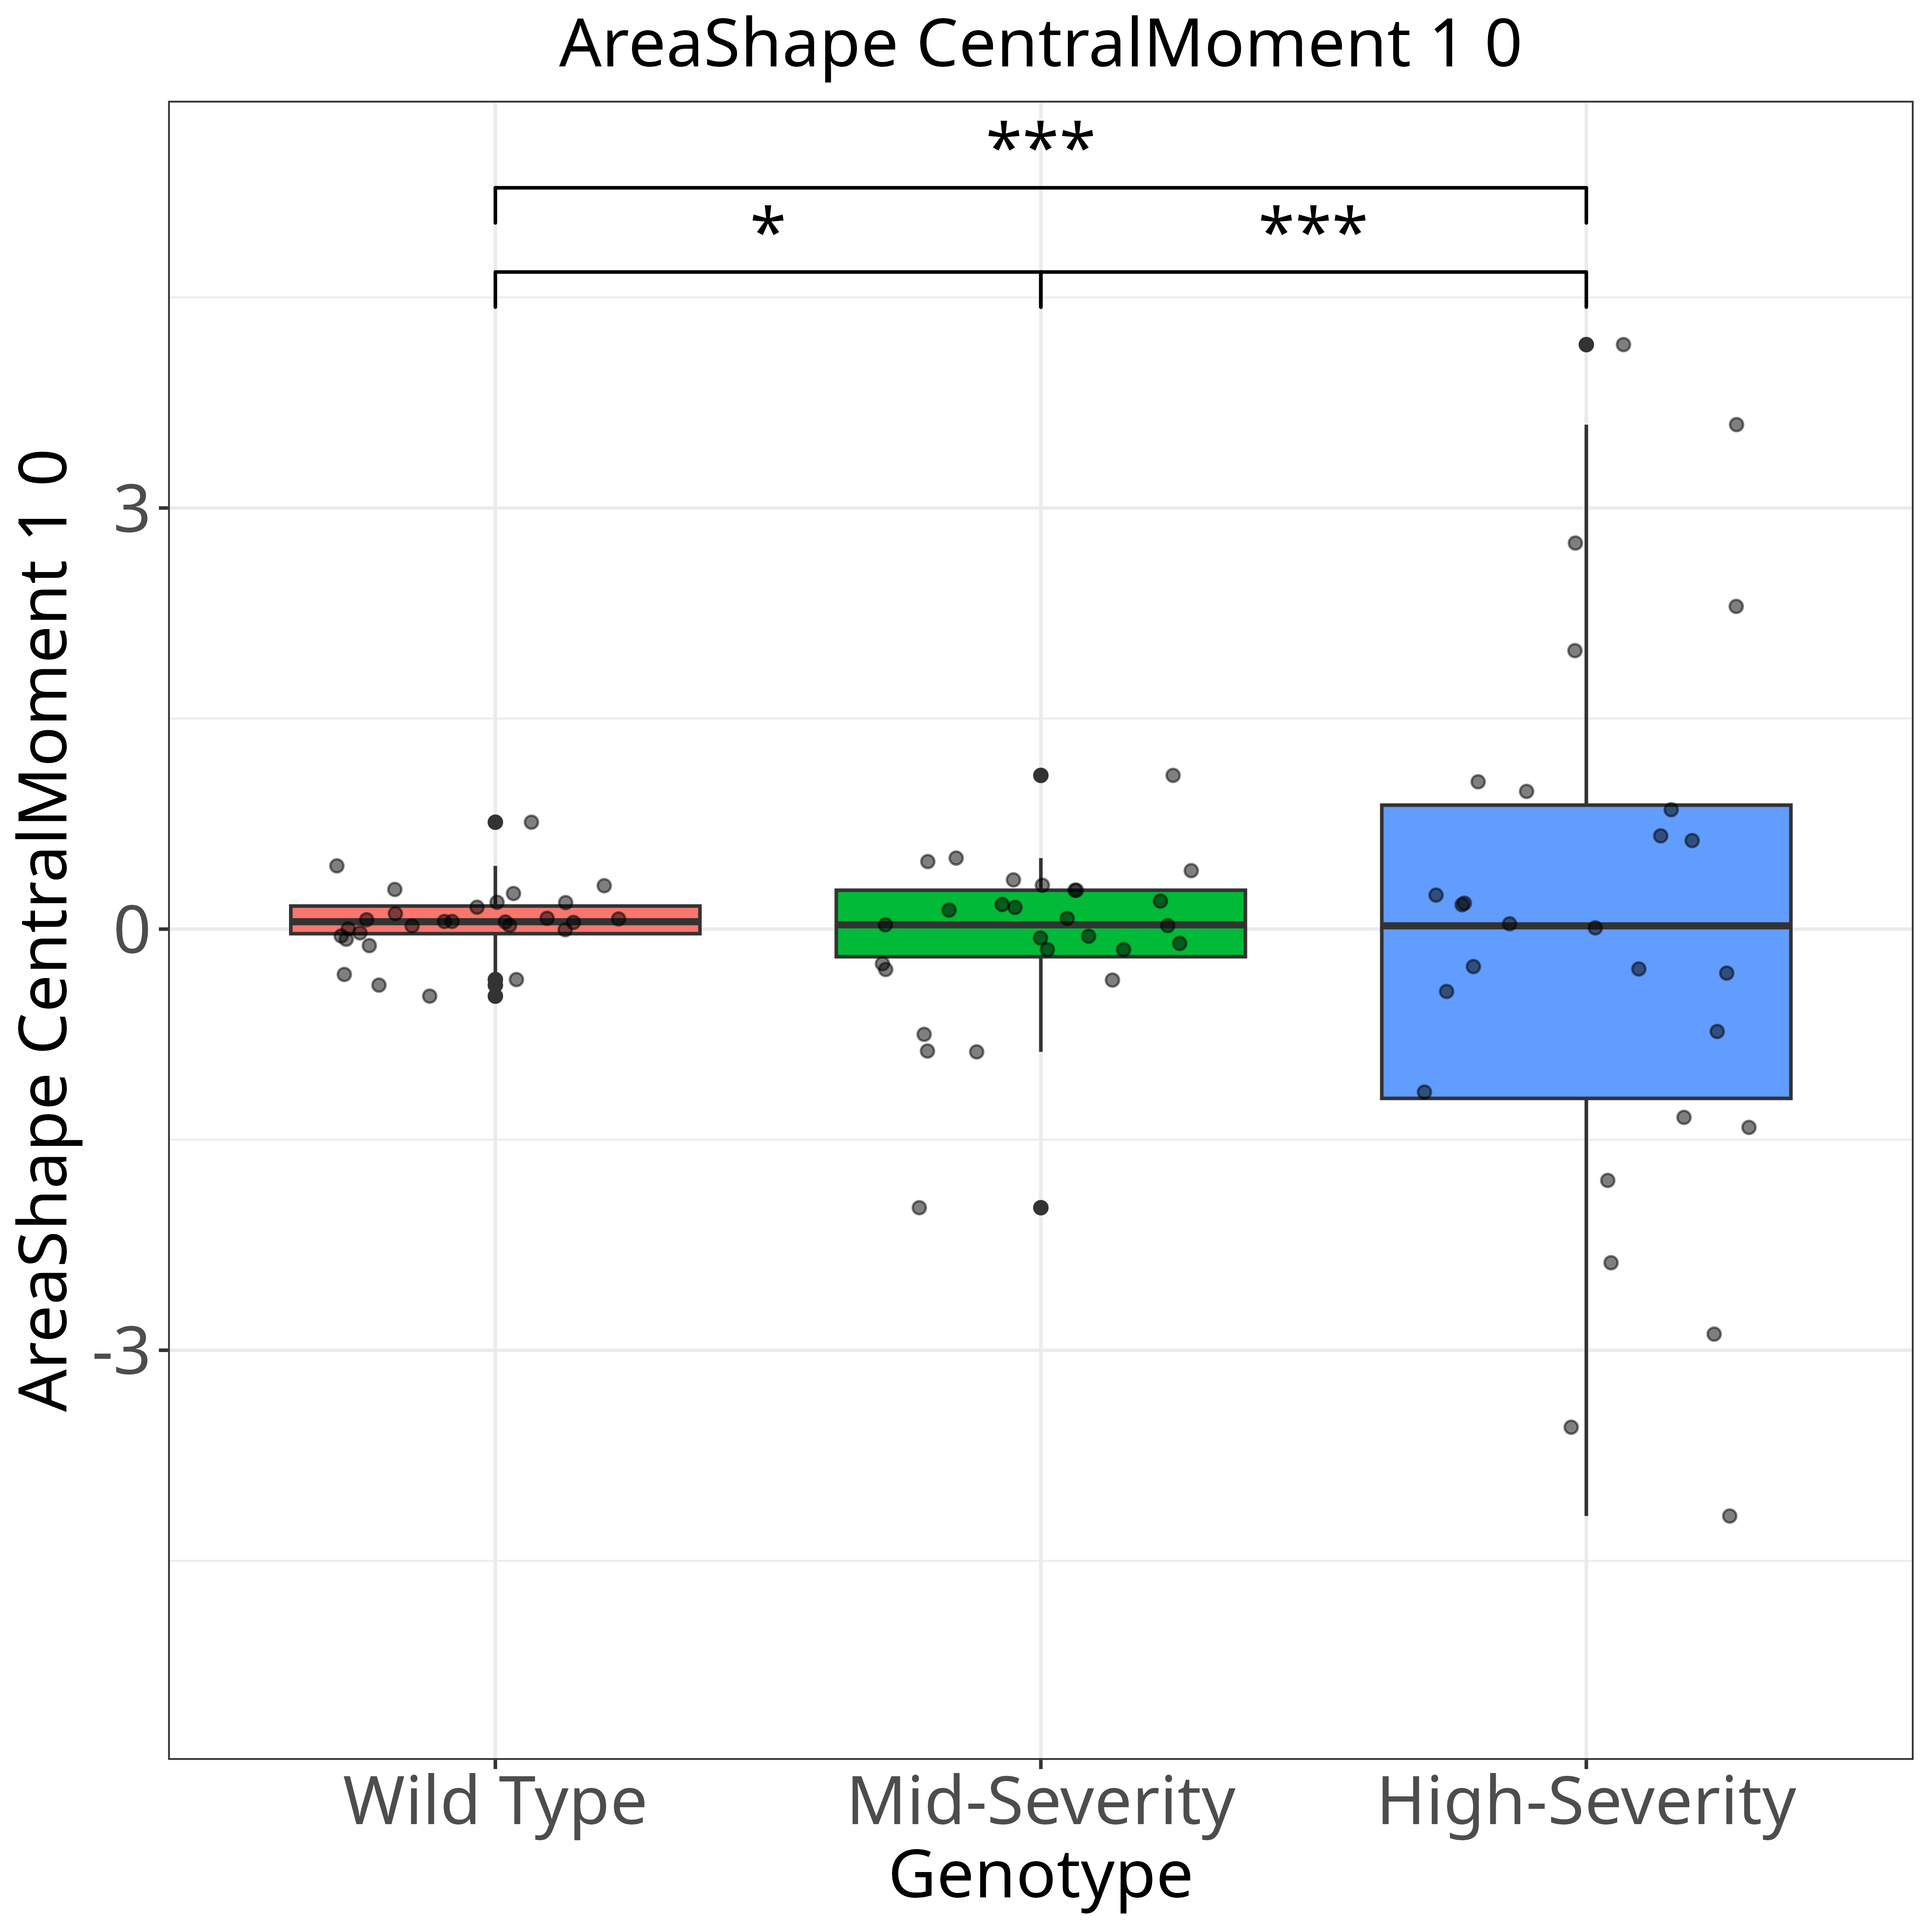 AreaShape CentralMoment 1 0
***
*
***
AreaShape CentralMoment 1 0
3
0
-3
Wild Type
Mid-Severity
High-Severity
Genotype